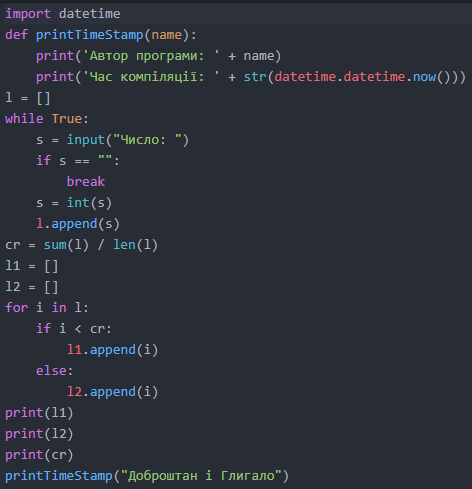 import datetime
def printTimeStamp(name):
    print('Автор програми: ' + name)
    print('Час компіляції: ' + str(datetime.datetime.now()))
l = []
while True:
    s = input("Число: ")
    if s == "":
        break
    s = int(s)
    l.append(s)
cr = sum(l) / len(l)
l1 = []
l2 = []
for i in l:
    if i < cr:
        l1.append(i)
    else:
        l2.append(i)
print(l1)
print(l2)
print(cr)
printTimeStamp("Доброштан і Глигало")